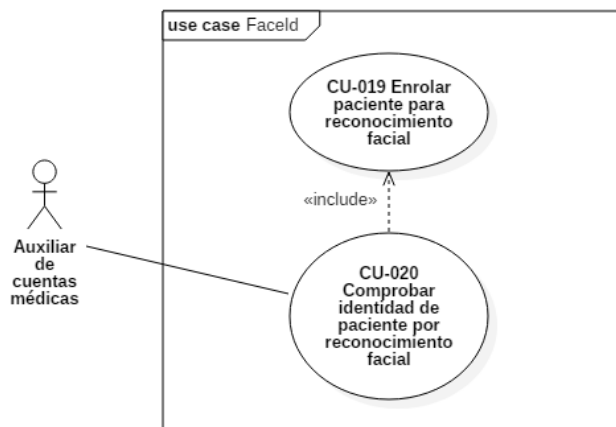 use case FaceId
CU-019 Enrolar
paciente para
reconocimiento
facial
«include»
Auxiliar
de
cuentas
médicas
CU-020
Comprobar
identidad de
paciente por
reconocimiento
facial